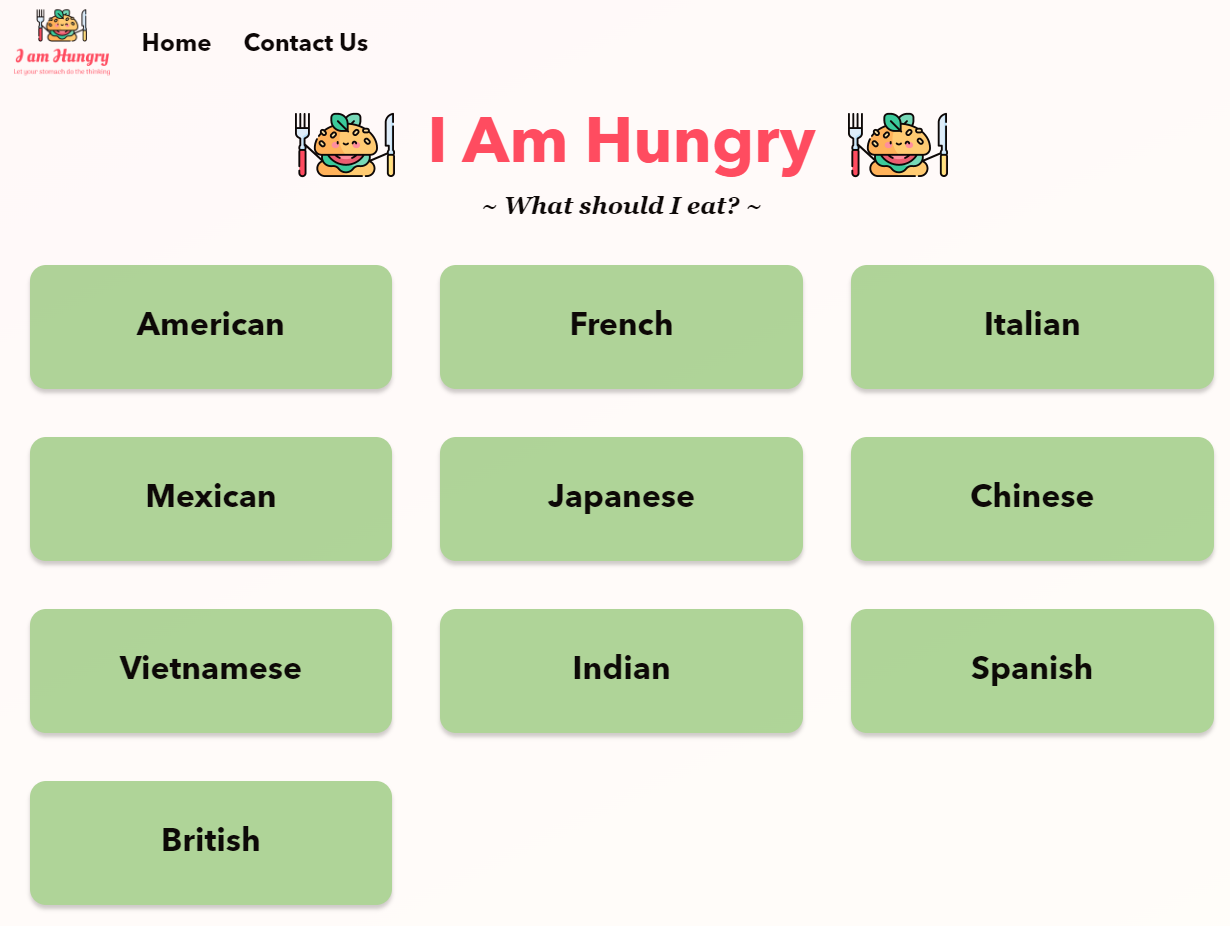 I am Hungry
Let your stomach do the thinking
Home Contact Us
I Am Hungry
~ What should I eat? ~
American French Italian
Mexican Japanese Chinese
Vietnamese Indian Spanish
British